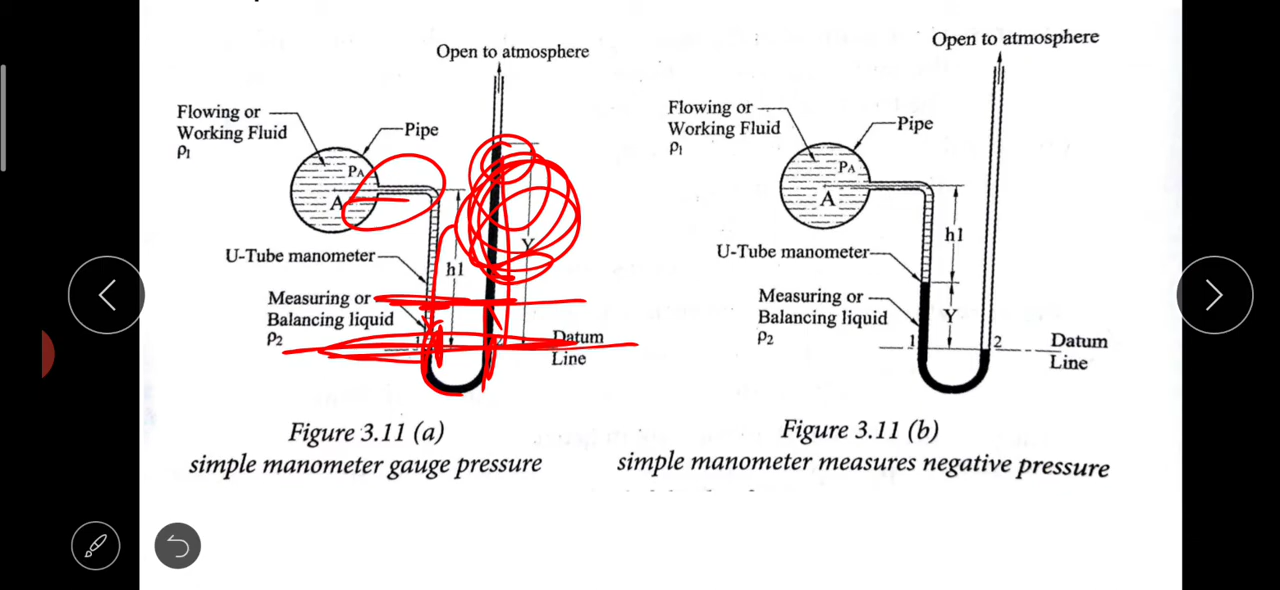 Open to atmosphere
Flowing or
Working Fluid
ρ1
Pipe
PA
A
U-Tube manometer
h1
Y
Measuring or
Balancing liquid
ρ2
1
Datum
Line
Figure 3.11 (a)
simple manometer gauge pressure
Open to atmosphere
Flowing or
Working Fluid
ρ1
Pipe
PA
A
h1
U-Tube manometer
Measuring or
Balancing liquid
ρ2
Y
1
2
Datum
Line
Figure 3.11 (b)
simple manometer measures negative pressure